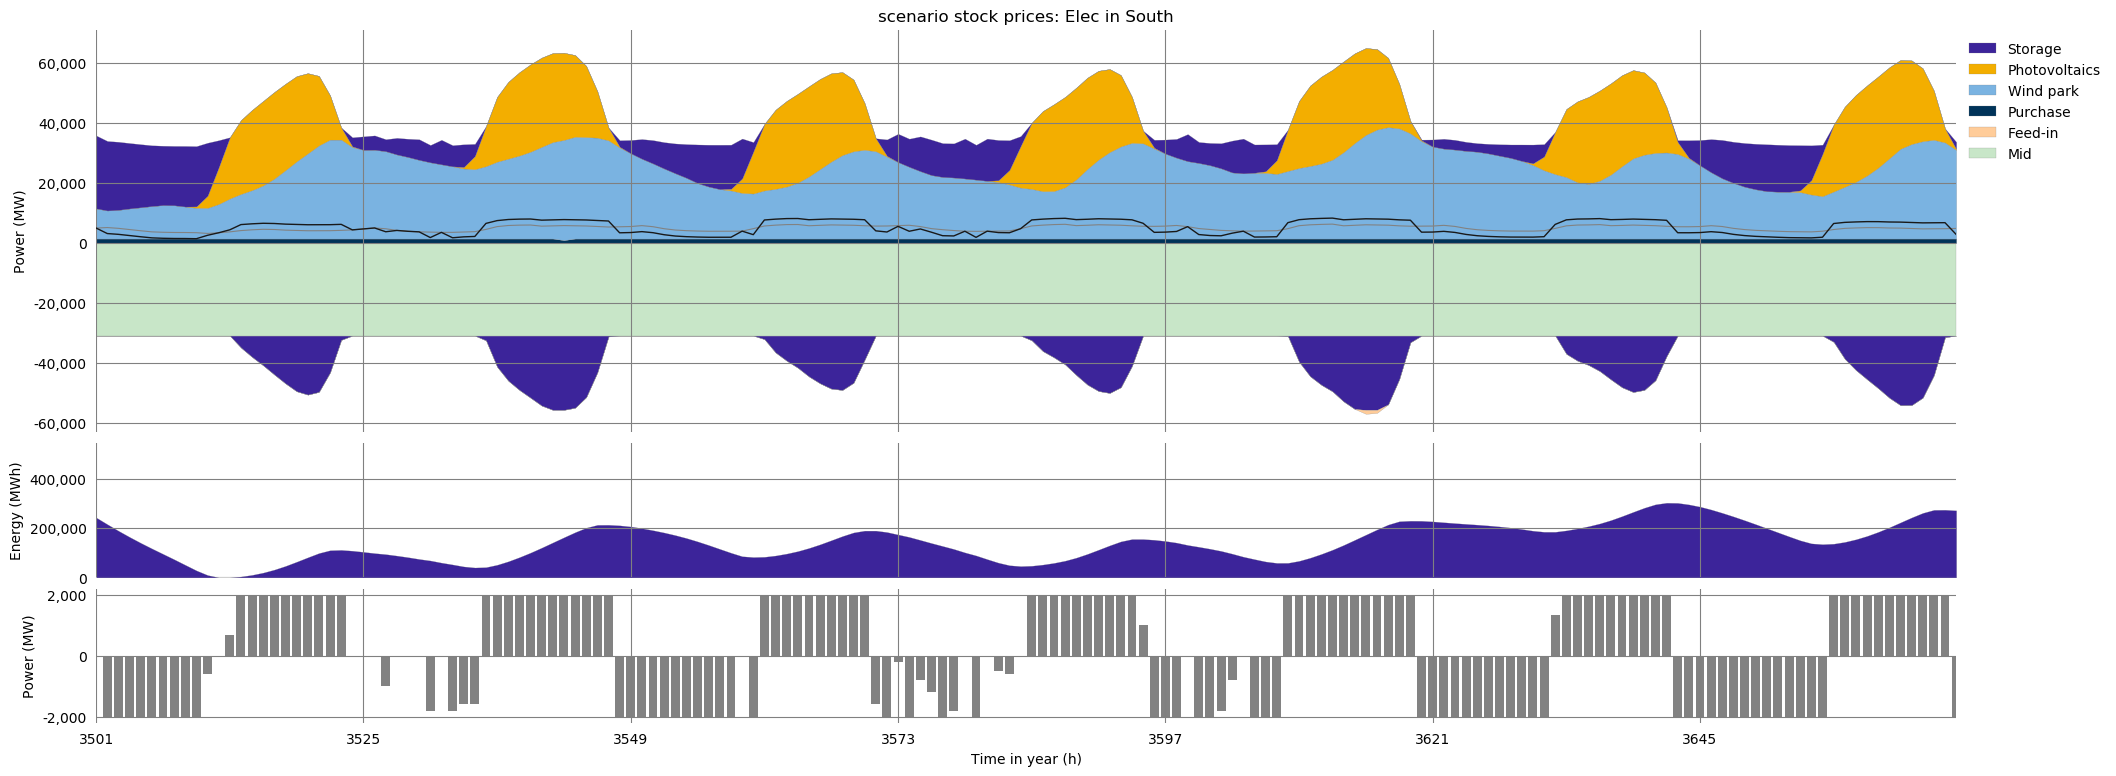 scenario stock prices: Elec in South
Storage
Photovoltaics
Wind park
Purchase
Feed-in
Mid
Power (MW)
60,000
40,000
20,000
0
-20,000
-40,000
-60,000
Energy (MWh)
400,000
200,000
0
Power (MW)
2,000
0
-2,000
3501
3525
3549
3573
3597
3621
3645
Time in year (h)